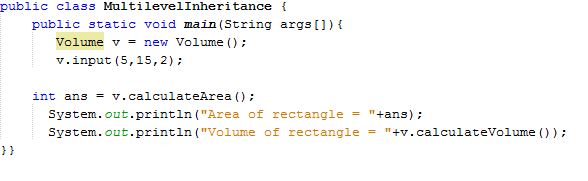 public class MultilevelInheritance {
    public static void main(String args[]){
       Volume v = new Volume();
       v.input(5,15,2);
    int ans = v.calculateArea();
      System.out.println("Area of rectangle = "+ans);
      System.out.println("Volume of rectangle = "+v.calculateVolume());
}}